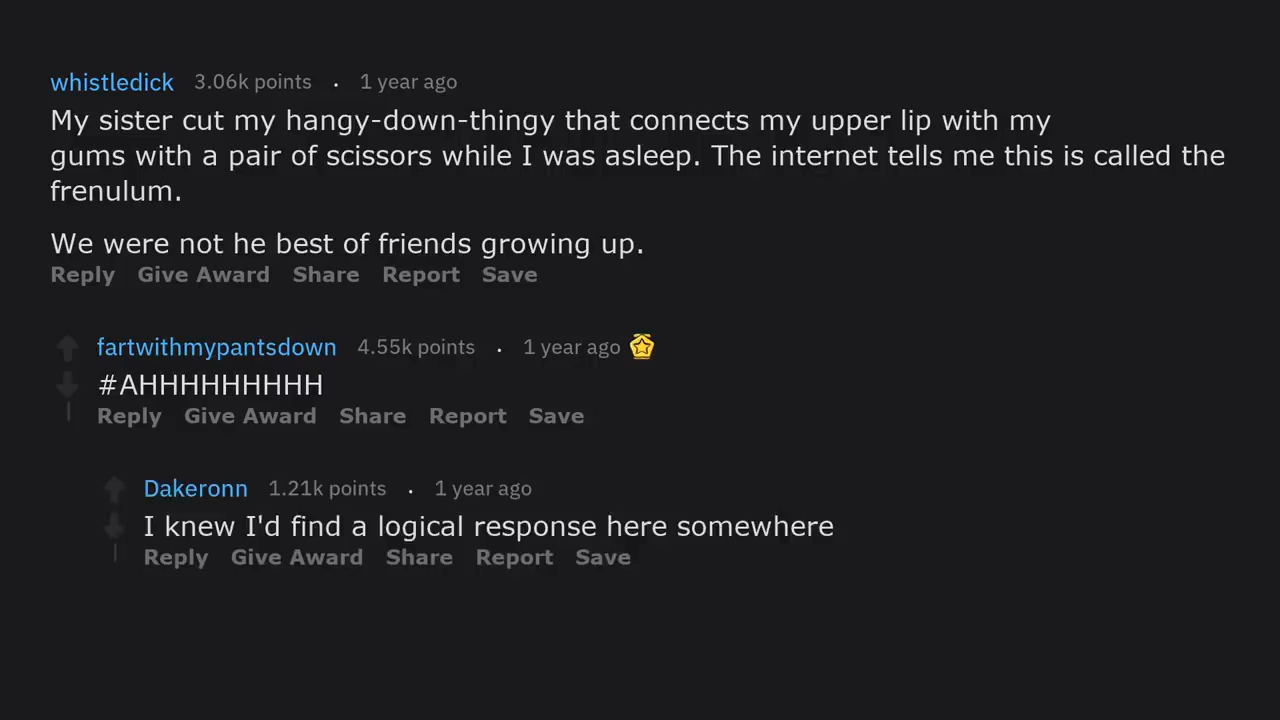 whistledick 3.06k points . 1 year ago
My sister cut my hangy-down-thingy that connects my upper lip with my
gums with a pair of scissors while I was asleep. The internet tells me this is called the
frenulum.
We were not he best of friends growing up.
Reply Give Award Share Report Save
fartwithmypantsdown 4.55k points . 1 year ago
#AHHHHHHHHHH
Reply Give Award Share Report Save
Dakeronn 1.21k points . 1 year ago
I knew I'd find a logical response here somewhere
Reply Give Award Share Report Save